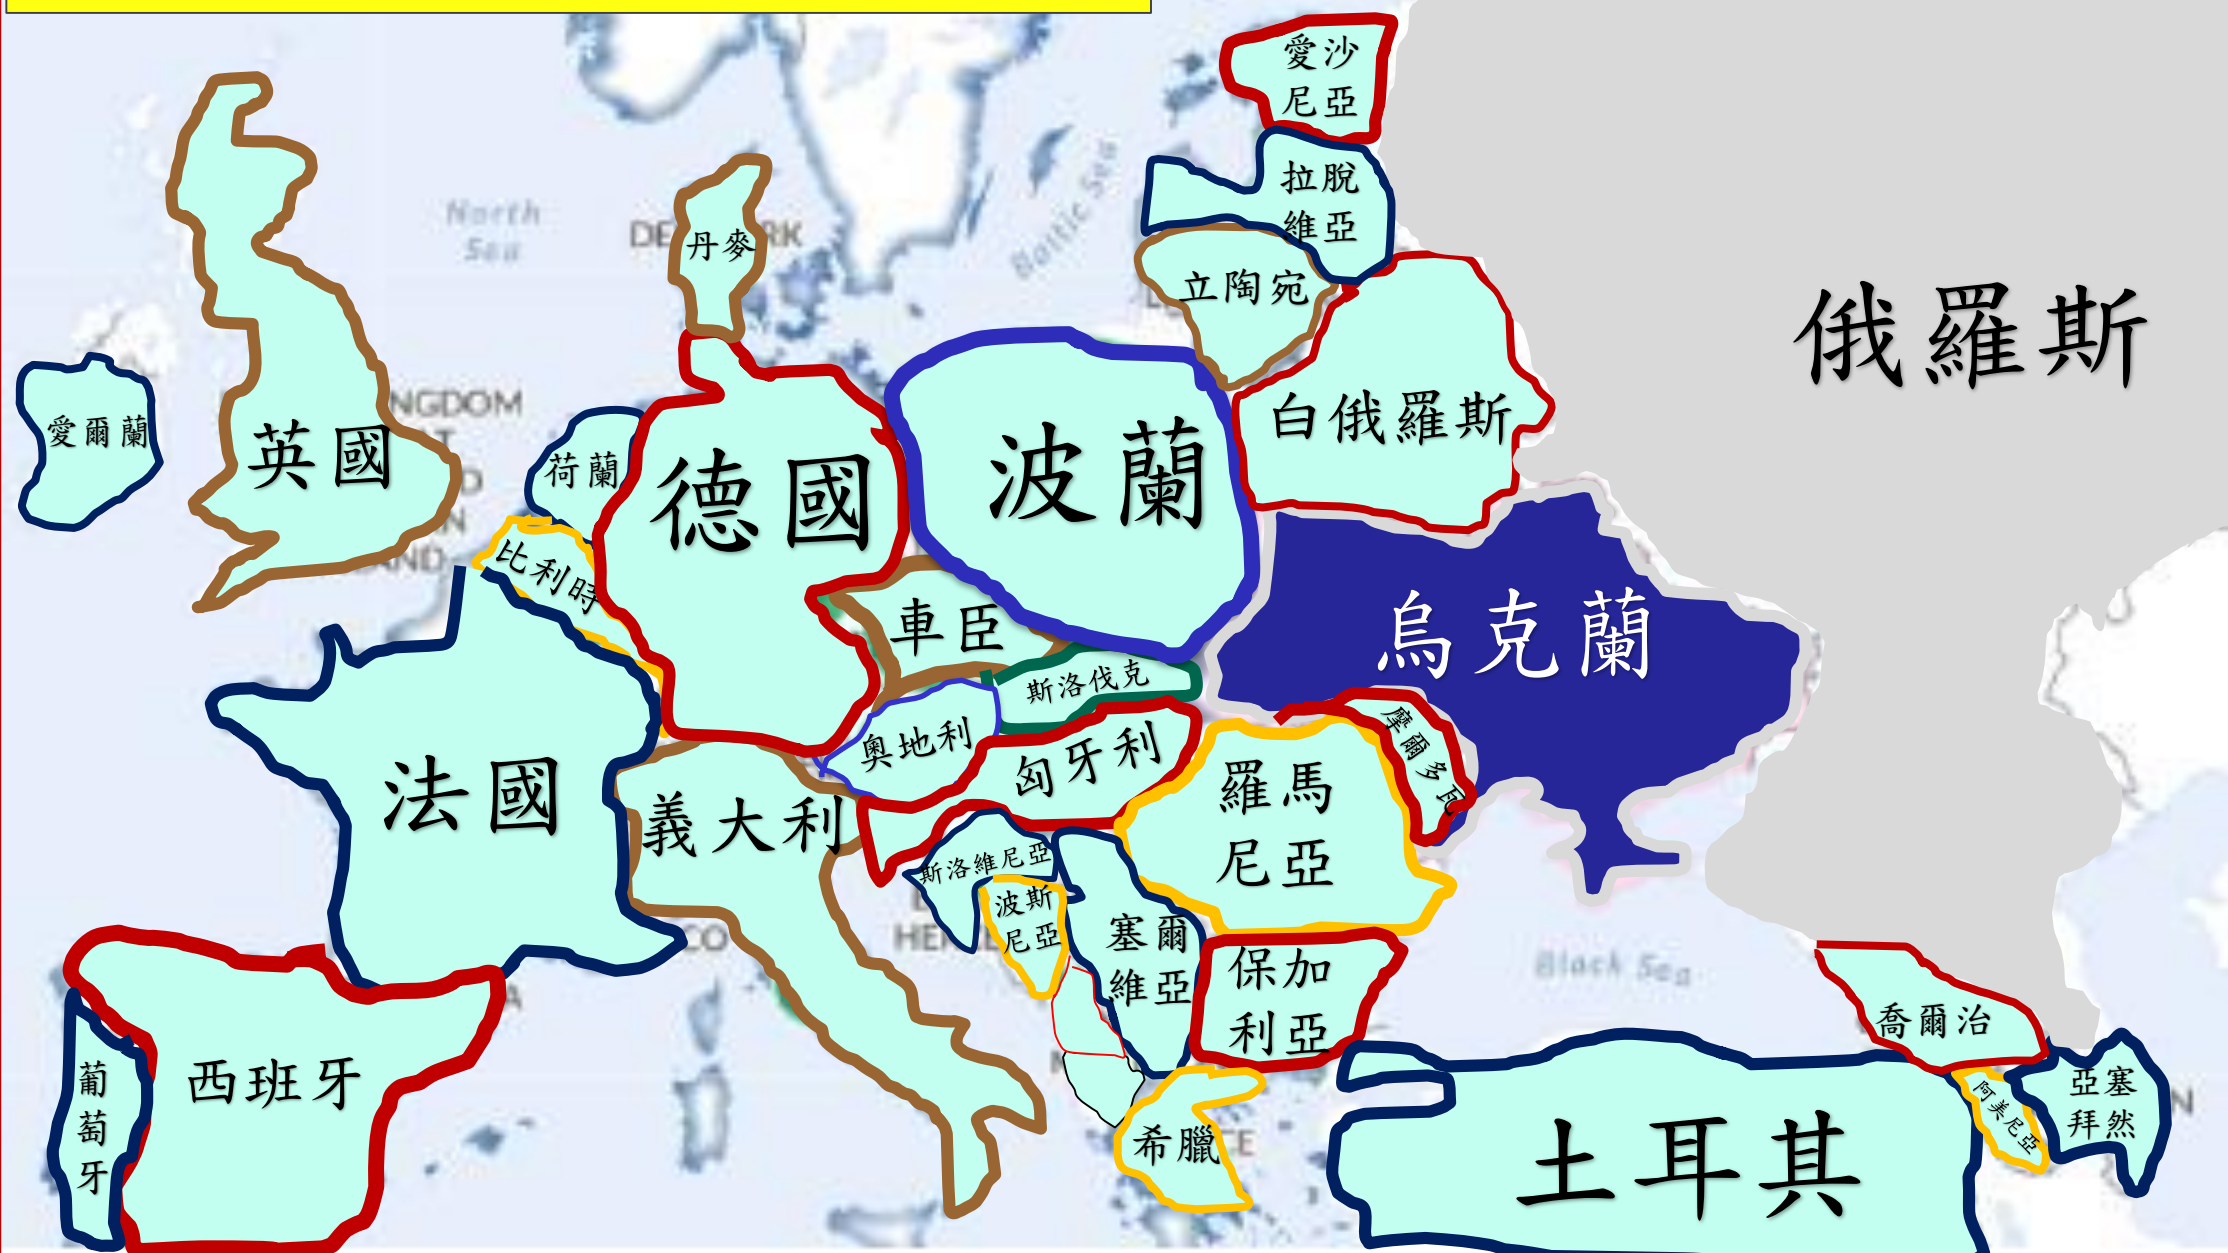 愛沙
尼亞
拉脫
維亞
North
Sea
丹麥
Baltic Sea
立陶宛
俄羅斯
白俄羅斯
NGDOM
愛爾蘭
英國
荷蘭
德國
波蘭
比利時
車臣
烏克蘭
斯洛伐克
奧地利
匈牙利
摩爾多瓦
法國
義大利
羅馬
尼亞
斯洛維尼亞
波斯
尼亞
塞爾
維亞
保加
利亞
Black Sea
喬爾治
西班牙
葡
萄
牙
希臘
土耳其
阿美尼亞
亞塞
拜然